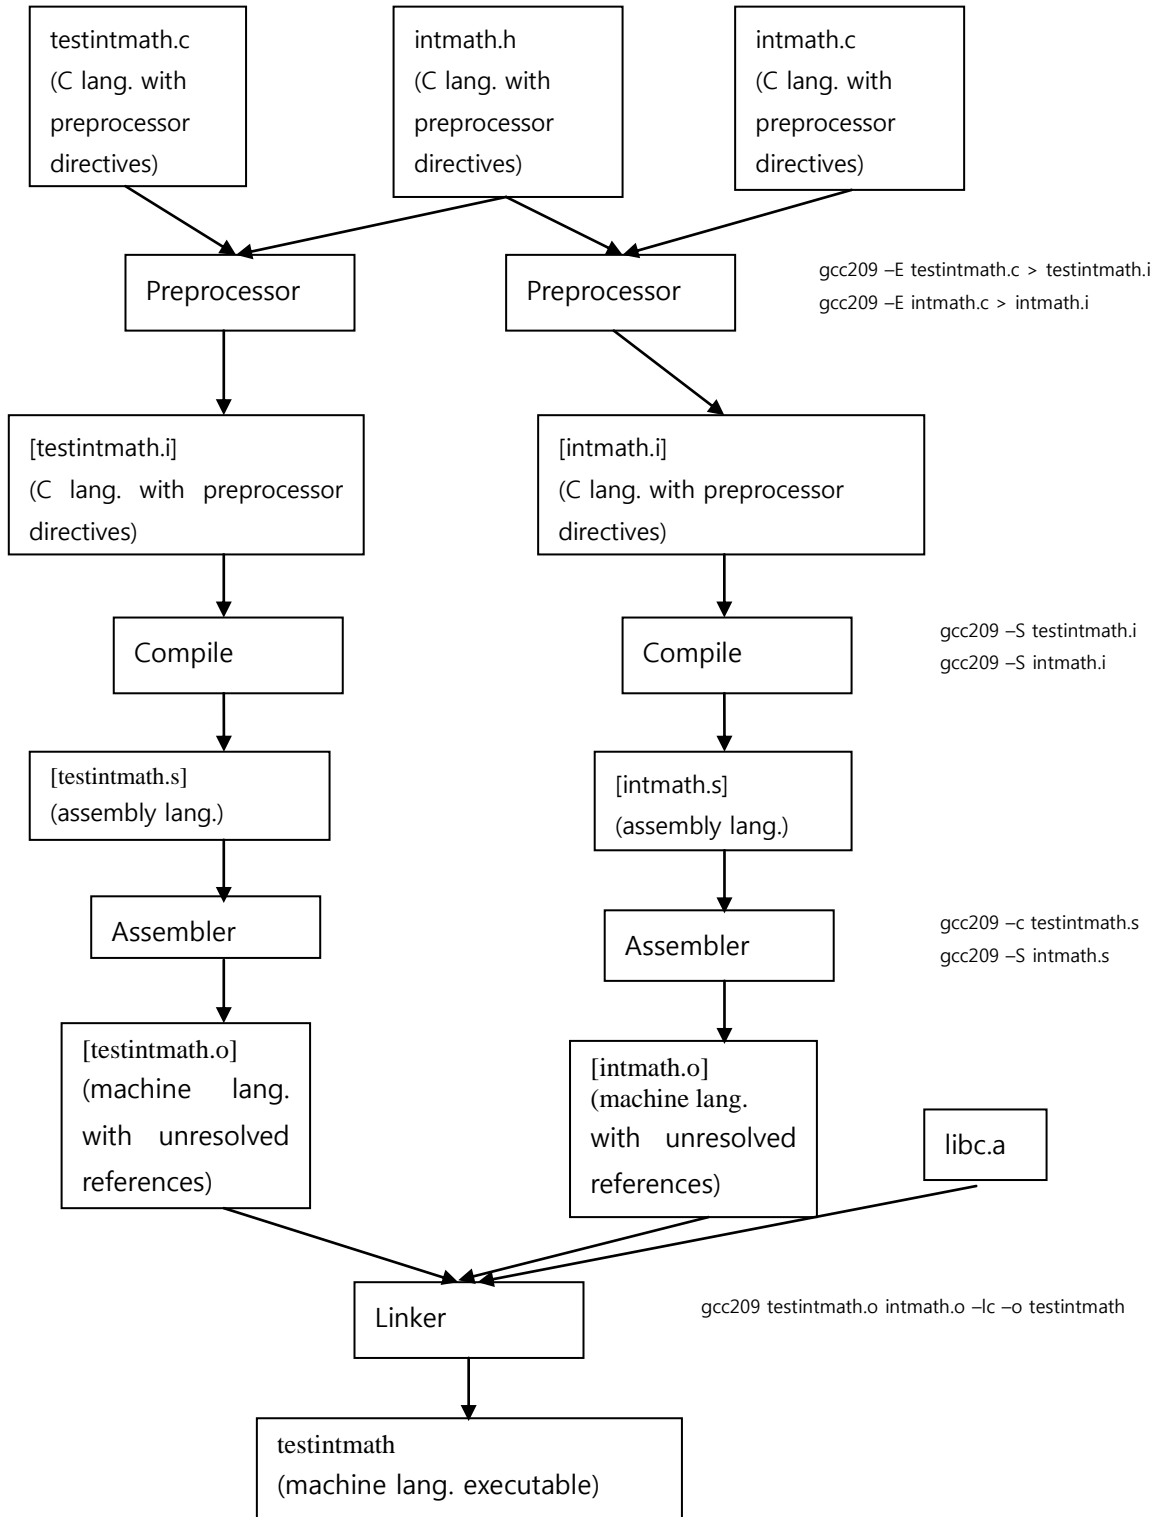 testintmath.c
(C lang. with
preprocessor
directives)
intmath.h
(C lang. with
preprocessor
directives)
intmath.c
(C lang. with
preprocessor
directives)
Preprocessor
Preprocessor
gcc209 –E testintmath.c > testintmath.i
gcc209 –E intmath.c > intmath.i
[testintmath.i]
(C lang. with preprocessor
directives)
[intmath.i]
(C lang. with preprocessor
directives)
Compile
Compile
gcc209 –S testintmath.i
gcc209 –S intmath.i
[testintmath.s]
(assembly lang.)
[intmath.s]
(assembly lang.)
Assembler
Assembler
gcc209 –c testintmath.s
gcc209 –S intmath.s
[testintmath.o]
(machine lang.
with unresolved
references)
[intmath.o]
(machine lang.
with unresolved
references)
libc.a
Linker
gcc209 testintmath.o intmath.o –lc –o testintmath
testintmath
(machine lang. executable)